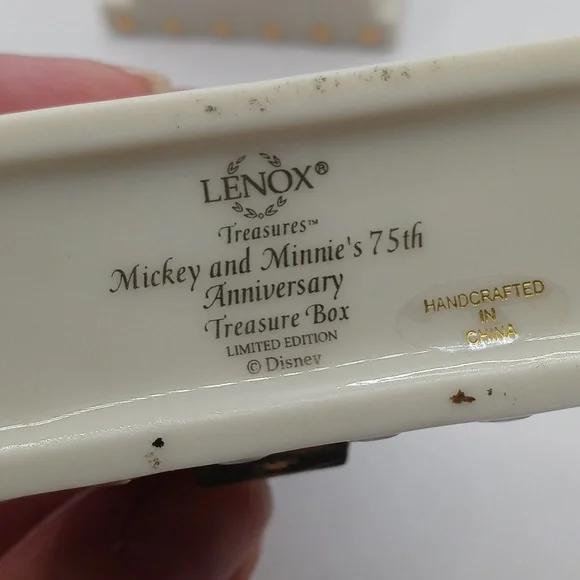 LENOX®
Treasures™
Mickey and Minnie's 75th
Anniversary
Treasure Box
LIMITED EDITION
© Disney
HANDCRAFTED
IN
CHINA